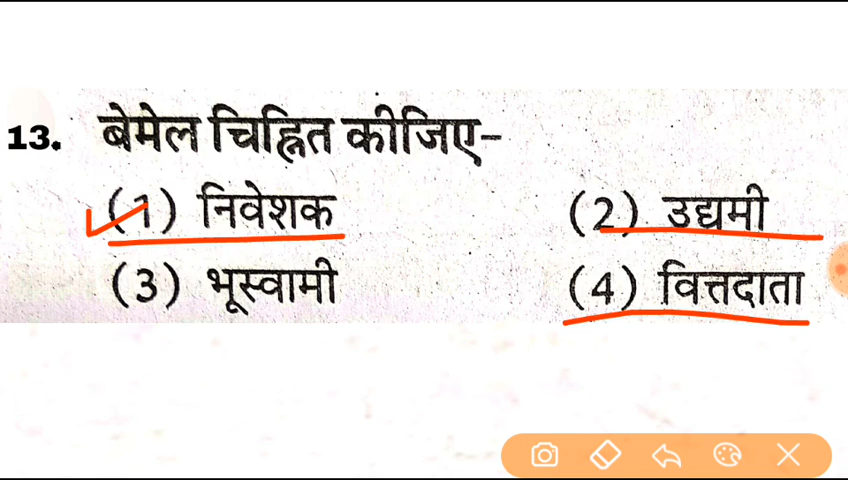 13. बेमेल चिह्नित कीजिए–
(1) निवेशक (2) उद्यमी
(3) भूस्वामी (4) वित्तदाता